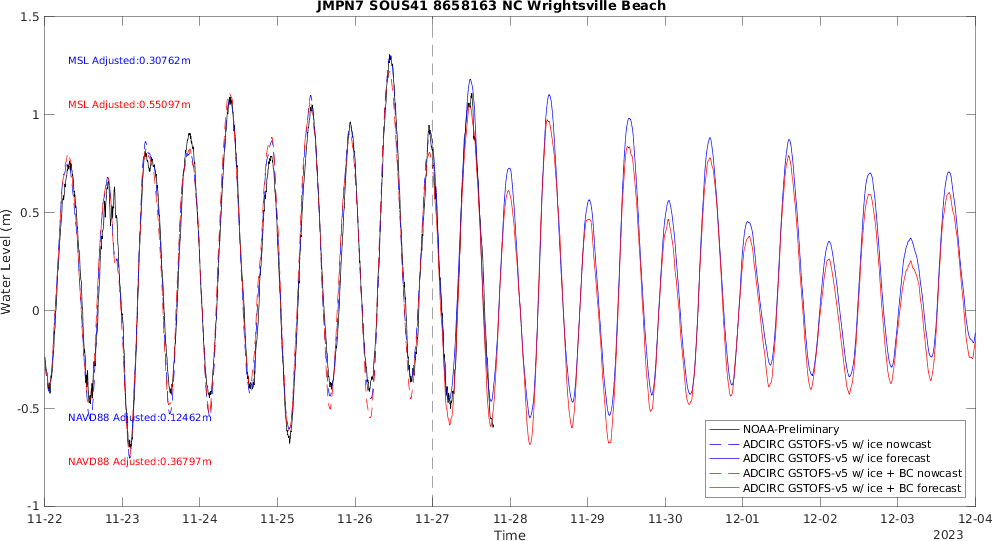 JMPN7 SOUS41 8658163 NC Wrightsville Beach
1.5
1
0.5
0
-0.5
-1
Water Level (m)
MSL Adjusted:0.30762m
MSL Adjusted:0.55097m
NAVD88 Adjusted:0.12462m
NAVD88 Adjusted:0.36797m
NOAA-Preliminary
ADCIRC GSTOFS-v5 w/ ice nowcast
ADCIRC GSTOFS-v5 w/ ice forecast
ADCIRC GSTOFS-v5 w/ ice + BC nowcast
ADCIRC GSTOFS-v5 w/ ice + BC forecast
11-22 11-23 11-24 11-25 11-26 11-27 11-28 11-29 11-30 12-01 12-02 12-03 12-04
Time
2023